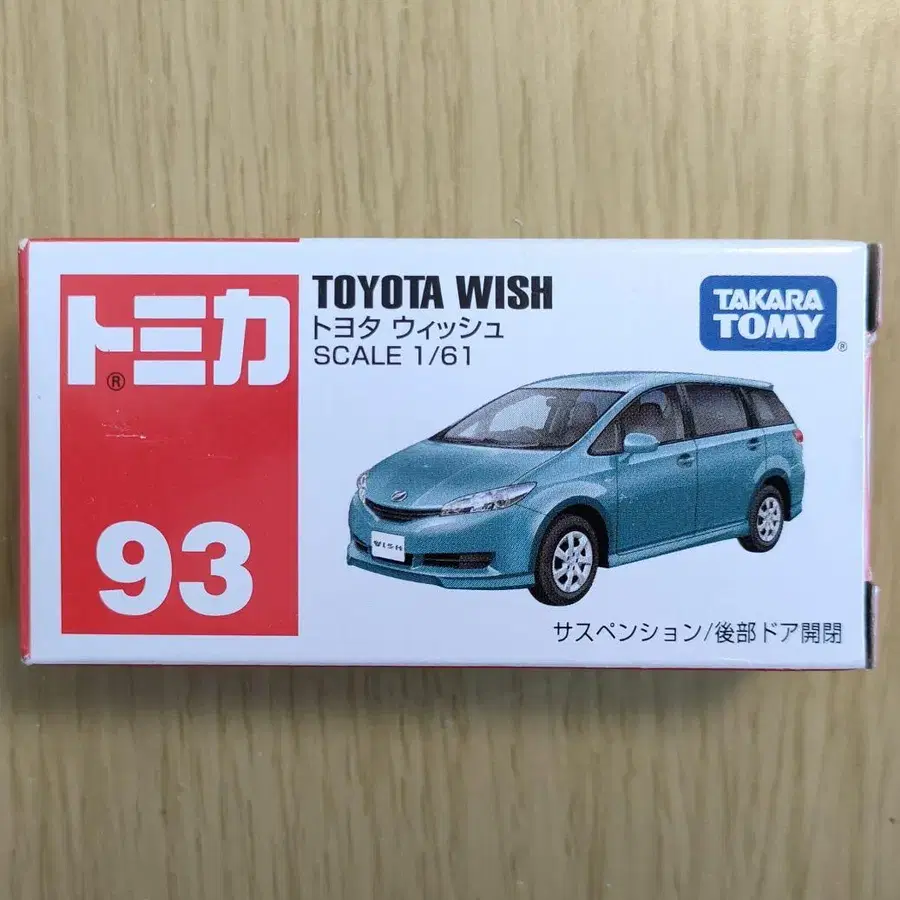 トミカ®
93
TOYOTA WISH
トヨタ ウィッシュ
SCALE 1/61
TAKARA
TOMY®
WISH
サスペンション/後部ドア開閉